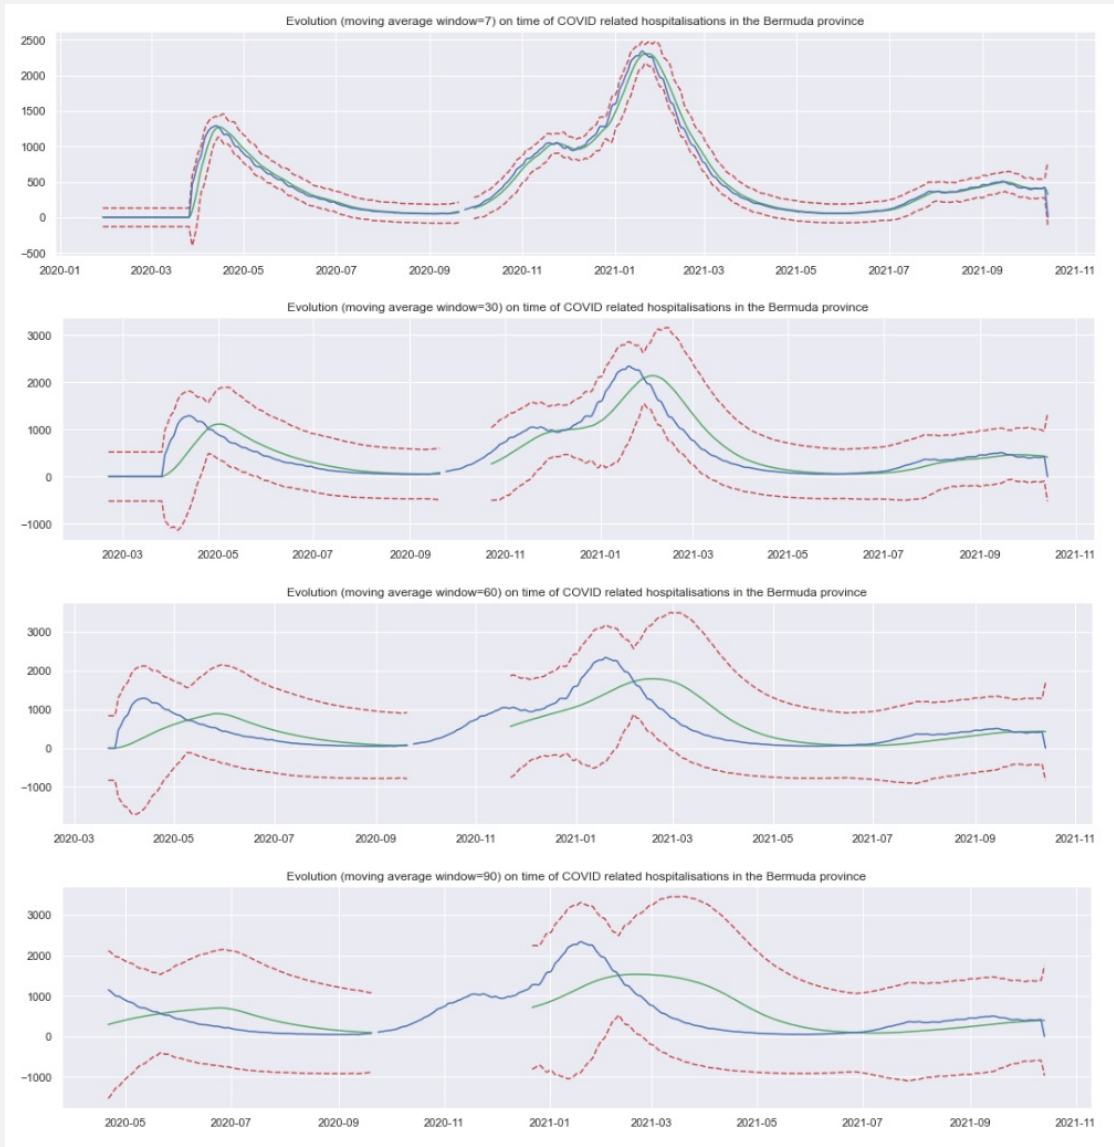 Evolution (moving average window=7) on time of COVID related hospitalisations in the Bermuda province
2500
2000
1500
1000
500
0
−500
2020-01 2020-03 2020-05 2020-07 2020-09 2020-11 2021-01 2021-03 2021-05 2021-07 2021-09 2021-11
Evolution (moving average window=30) on time of COVID related hospitalisations in the Bermuda province
3000
2000
1000
0
−1000
2020-03 2020-05 2020-07 2020-09 2020-11 2021-01 2021-03 2021-05 2021-07 2021-09 2021-11
Evolution (moving average window=60) on time of COVID related hospitalisations in the Bermuda province
3000
2000
1000
0
−1000
2020-03 2020-05 2020-07 2020-09 2020-11 2021-01 2021-03 2021-05 2021-07 2021-09 2021-11
Evolution (moving average window=90) on time of COVID related hospitalisations in the Bermuda province
3000
2000
1000
0
−1000
2020-05 2020-07 2020-09 2020-11 2021-01 2021-03 2021-05 2021-07 2021-09 2021-11